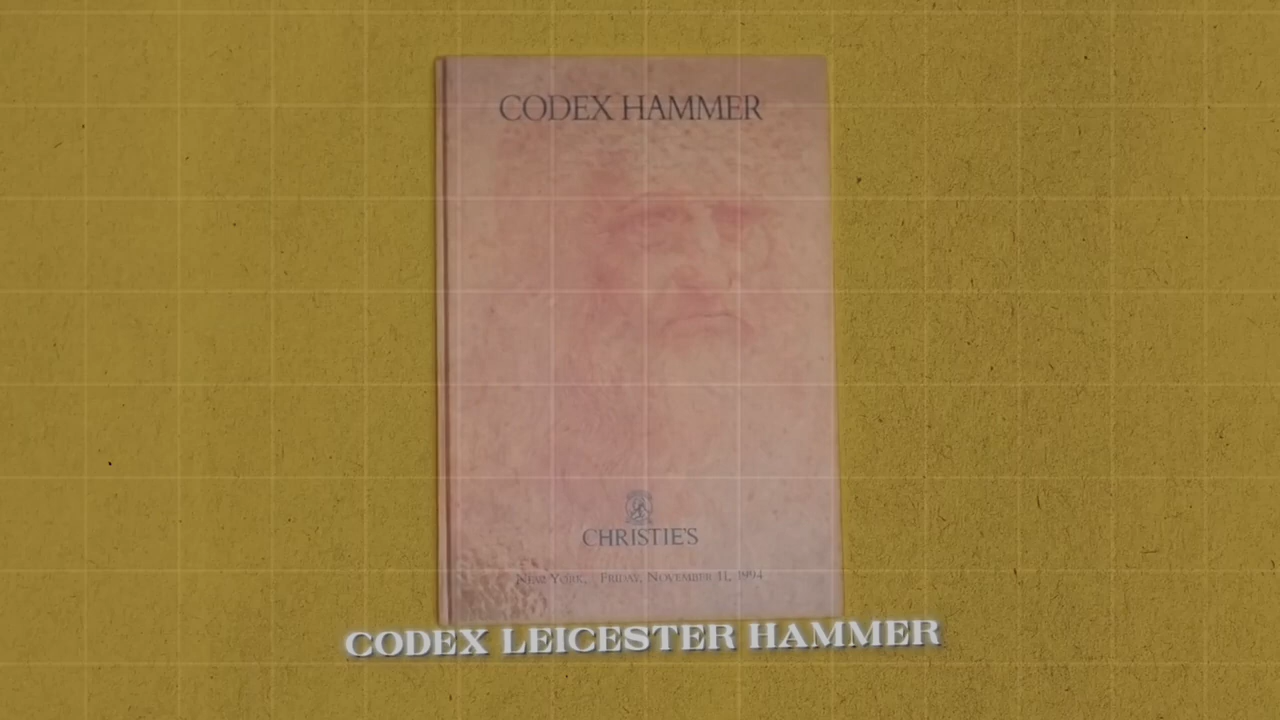 CODEX HAMMER
CHRISTIE'S
NEW YORK, FRIDAY, NOVEMBER 11, 1994
CODEX LEICESTER HAMMER